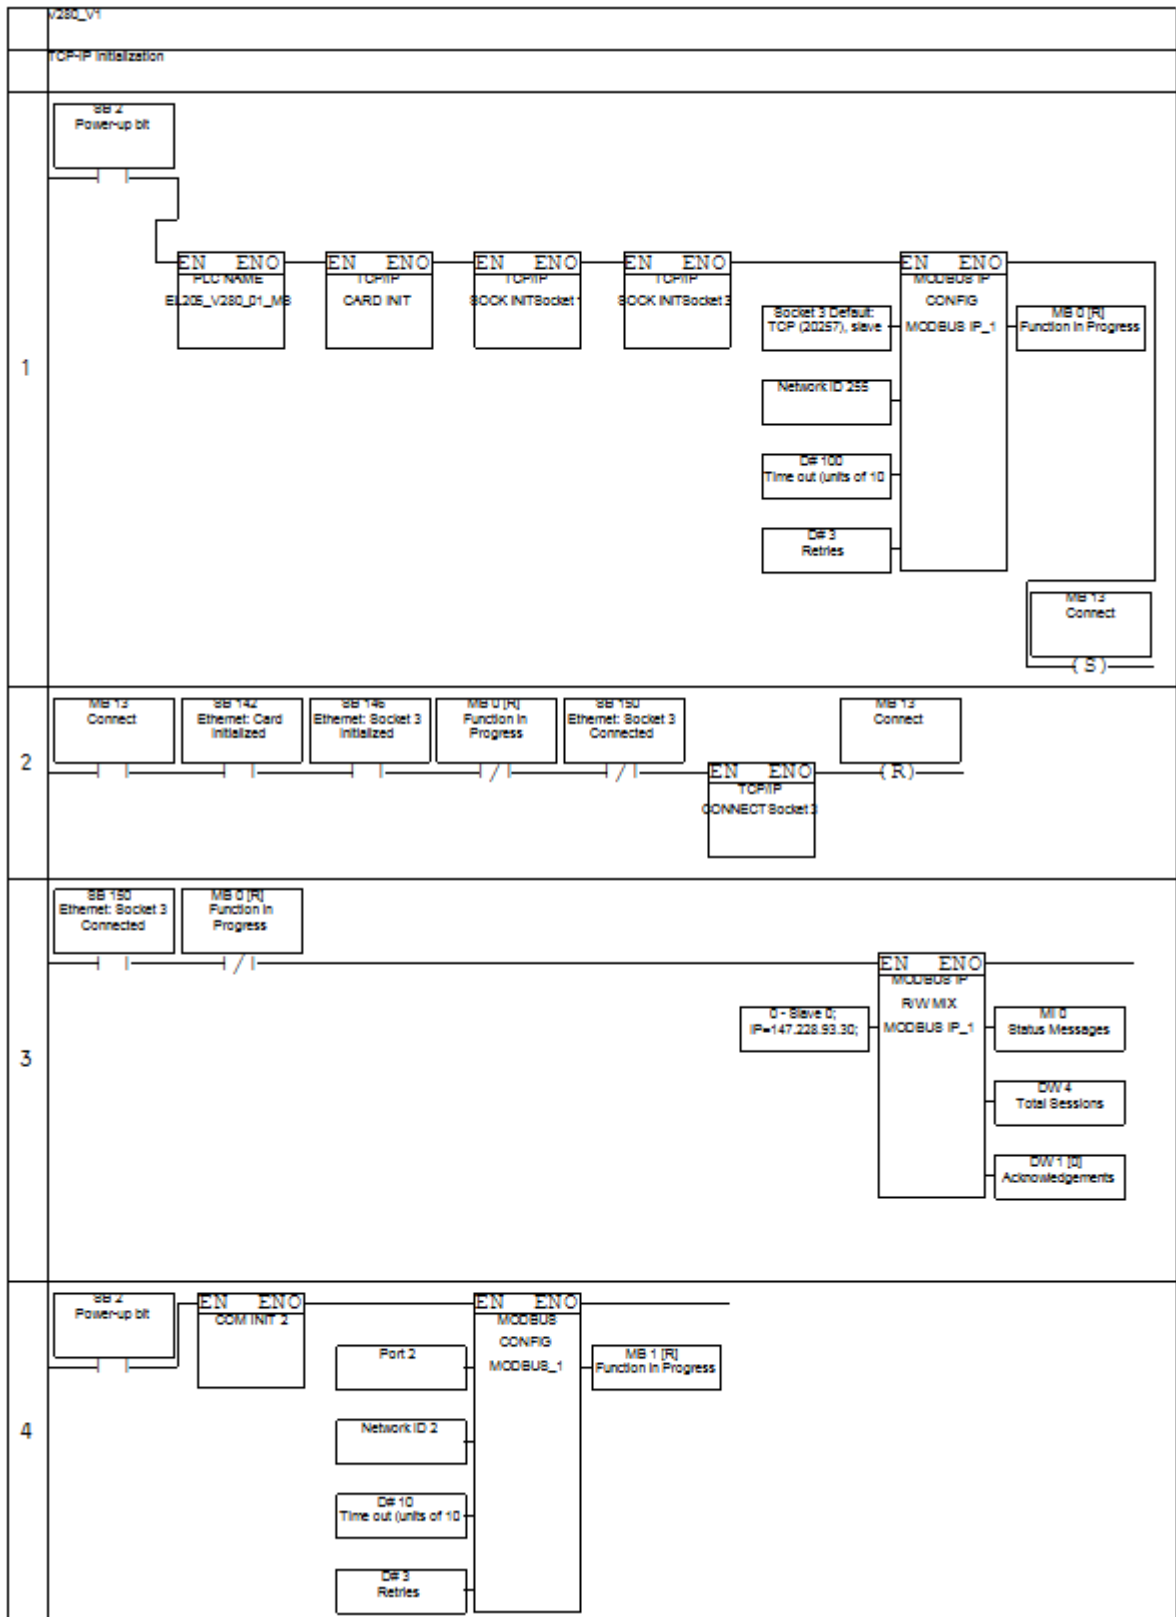 V280_V1
TCP-IP Initialization
1
SB 2
Power-up bit
EN ENO
PLC NAME
EL205_V280_01_MB
EN ENO
TCP/IP
CARD INIT
EN ENO
TCP/IP
SOCK INITSocket 1
EN ENO
TCP/IP
SOCK INITSocket 3
EN ENO
MODBUS IP
CONFIG
MODBUS IP_1
Socket 3 Default:
TCP (20257), slave
MB 0 [R]
Function In Progress
Network ID 255
D# 100
Time out (units of 10
D# 3
Retries
MB 13
Connect
(S)
2
MB 13
Connect
SB 142
Ethernet: Card
Initialized
SB 146
Ethernet: Socket 3
Initialized
MB 0 [R]
Function In
Progress
SB 150
Ethernet: Socket 3
Connected
EN ENO
TCP/IP
CONNECTSocket 3
MB 13
Connect
(R)
3
SB 150
Ethernet: Socket 3
Connected
MB 0 [R]
Function In
Progress
EN ENO
MODBUS IP
R/W MIX
MODBUS IP_1
0 - Slave 0;
IP=147.228.93.30;
MI 0
Status Messages
DW 4
Total Sessions
DW 1 [0]
Acknowledgements
4
SB 2
Power-up bit
EN ENO
COM INIT 2
EN ENO
MODBUS
CONFIG
MODBUS_1
Port 2
MB 1 [R]
Function In Progress
Network ID 2
D# 10
Time out (units of 10
D# 3
Retries